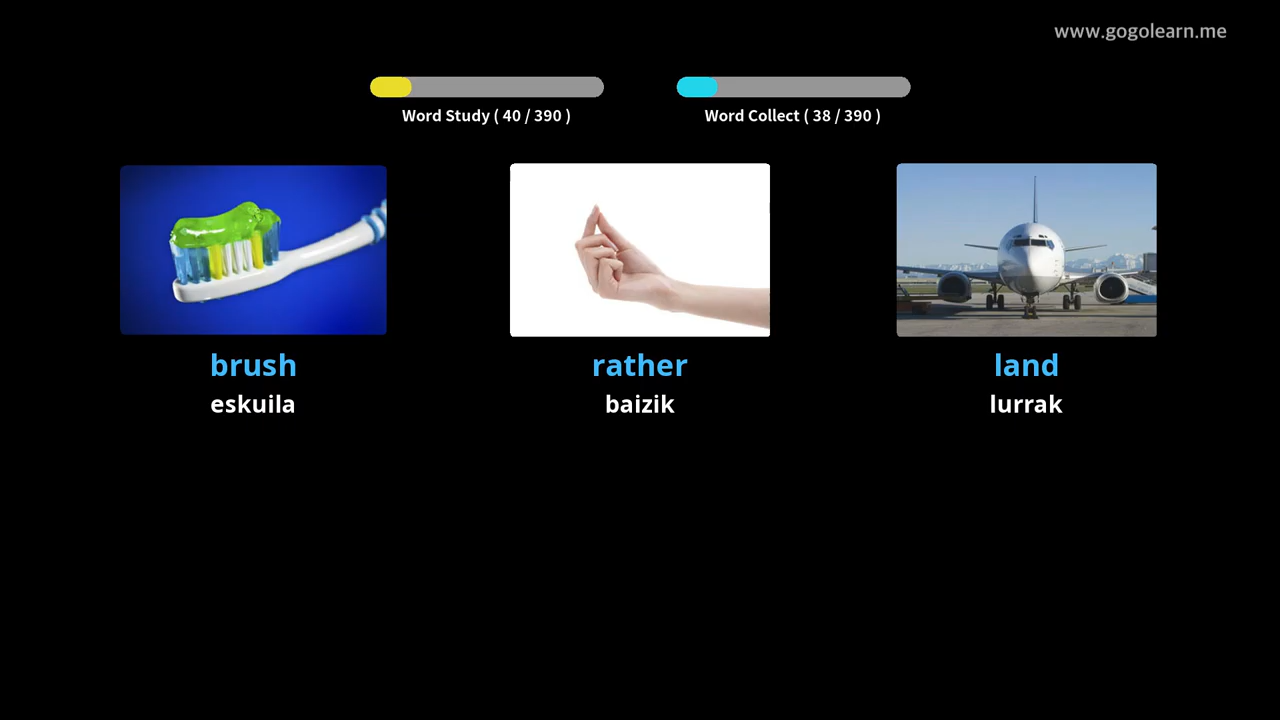 www.gogolearn.me
Word Study ( 40 / 390 )
Word Collect ( 38 / 390 )
brush
eskuila
rather
baizik
land
lurrak